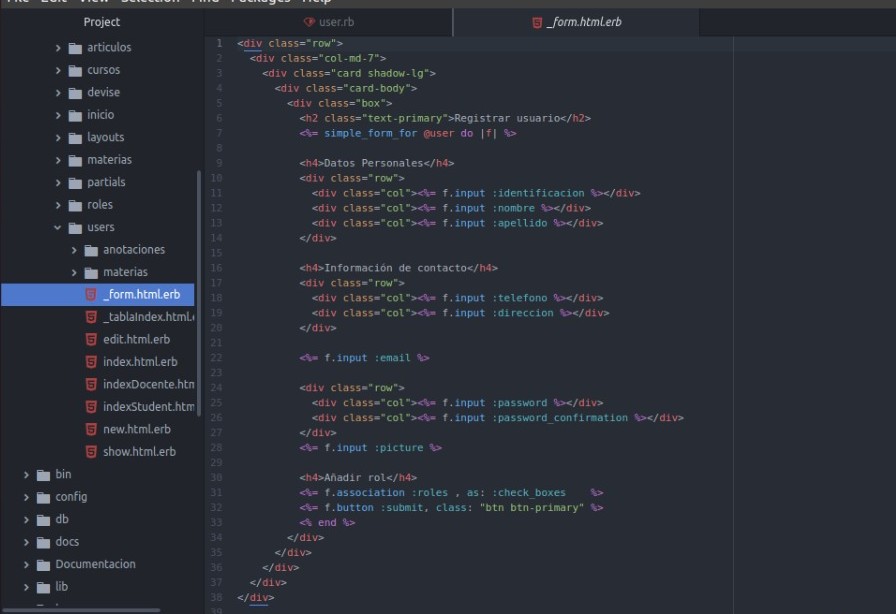 File Edit View Selection Find Packages Help
Project
articulos
cursos
devise
inicio
layouts
materias
partials
roles
users
anotaciones
materias
_form.html.erb
_tablaIndex.html.
edit.html.erb
index.html.erb
indexDocente.htm
indexStudent.htm
new.html.erb
show.html.erb
bin
config
db
docs
Documentacion
lib
user.rb
_form.html.erb
1 <div class="row">
2 <div class="col-md-7">
3 <div class="card shadow-lg">
4 <div class="card-body">
5 <div class="box">
6 <h2 class="text-primary">Registrar usuario</h2>
7 <%= simple_form_for @user do |f| %>
8
9 <h4>Datos Personales</h4>
10 <div class="row">
11 <div class="col"><%= f.input :identificacion %></div>
12 <div class="col"><%= f.input :nombre %></div>
13 <div class="col"><%= f.input :apellido %></div>
14 </div>
15
16 <h4>Información de contacto</h4>
17 <div class="row">
18 <div class="col"><%= f.input :telefono %></div>
19 <div class="col"><%= f.input :direccion %></div>
20 </div>
21
22 <%= f.input :email %>
23
24 <div class="row">
25 <div class="col"><%= f.input :password %></div>
26 <div class="col"><%= f.input :password_confirmation %></div>
27 </div>
28 <%= f.input :picture %>
29
30 <h4>Añadir rol</h4>
31 <%= f.association :roles , as: :check_boxes %>
32 <%= f.button :submit, class: "btn btn-primary" %>
33 <% end %>
34 </div>
35 </div>
36 </div>
37 </div>
38 </div>
39